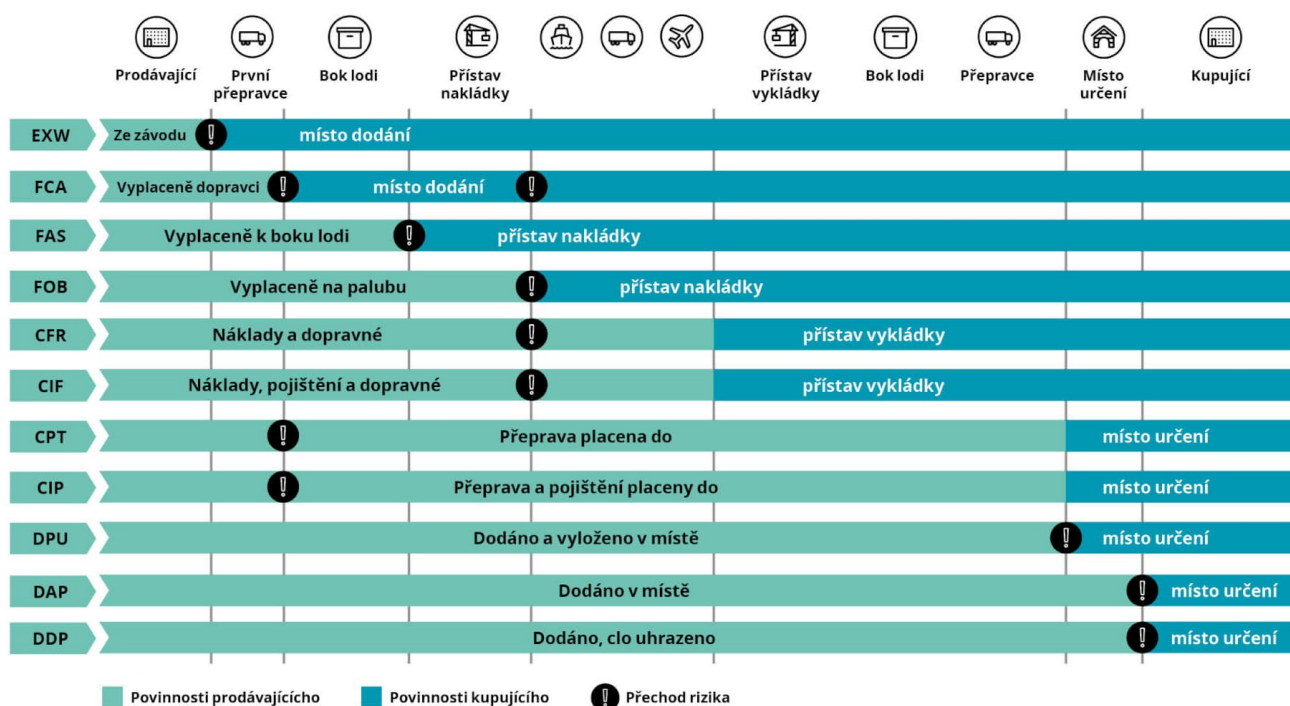 Prodávající
První
přepravce
Bok lodi
Přístav
nakládky
Přístav
vykládky
Bok lodi
Přepravce
Místo
určení
Kupující
EXW Ze závodu místo dodání
FCA Vyplaceně dopravci místo dodání
FAS Vyplaceně k boku lodi přístav nakládky
FOB Vyplaceně na palubu přístav nakládky
CFR Náklady a dopravné přístav vykládky
CIF Náklady, pojištění a dopravné přístav vykládky
CPT Přeprava placena do místo určení
CIP Přeprava a pojištění placeny do místo určení
DPU Dodáno a vyloženo v místě místo určení
DAP Dodáno v místě místo určení
DDP Dodáno, clo uhrazeno místo určení
Povinnosti prodávajícícho Povinnosti kupujícího Přechod rizika